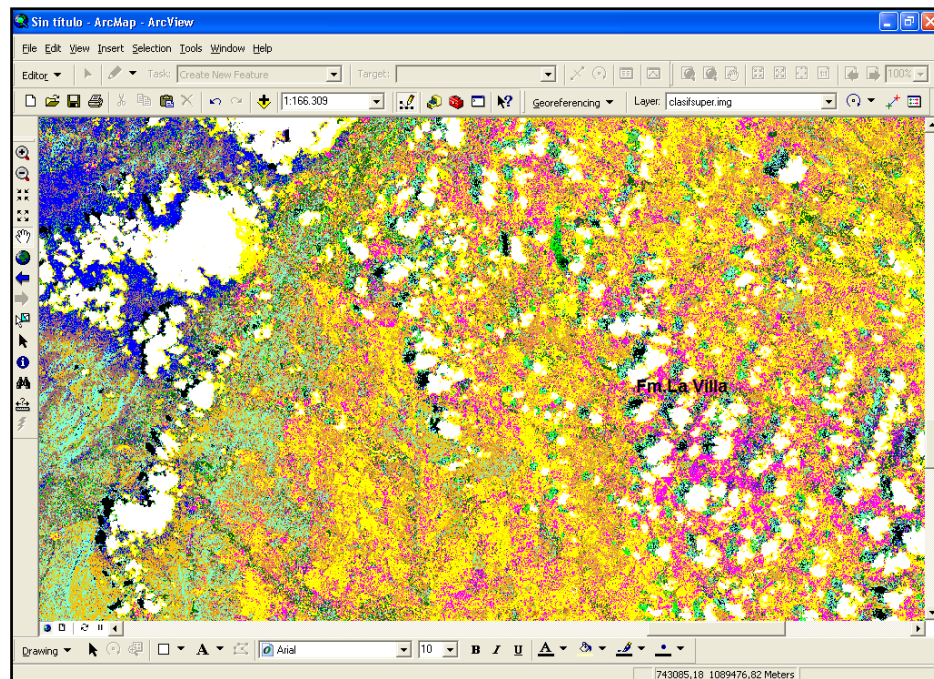 Sin título - ArcMap - ArcView
File Edit View Insert Selection Tools Window Help
Editor Task: Create New Feature Target: 100%
1:166.309 Georeferencing Layer: clasifsuper.img
Fm.La Villa
Drawing A Arial 10 B I U A
743085,18 1089476,82 Meters